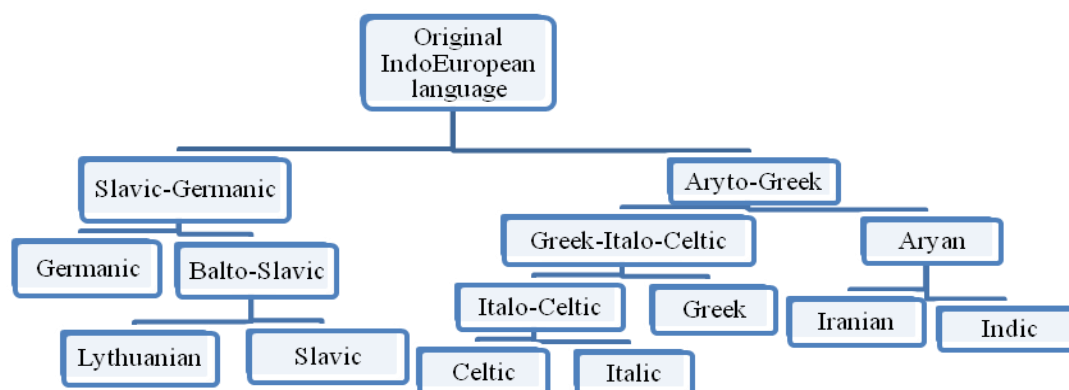 Original
IndoEuropean
language
Slavic-Germanic
Aryto-Greek
Germanic
Balto-Slavic
Greek-Italo-Celtic
Aryan
Lythuanian
Slavic
Italo-Celtic
Greek
Iranian
Indic
Celtic
Italic